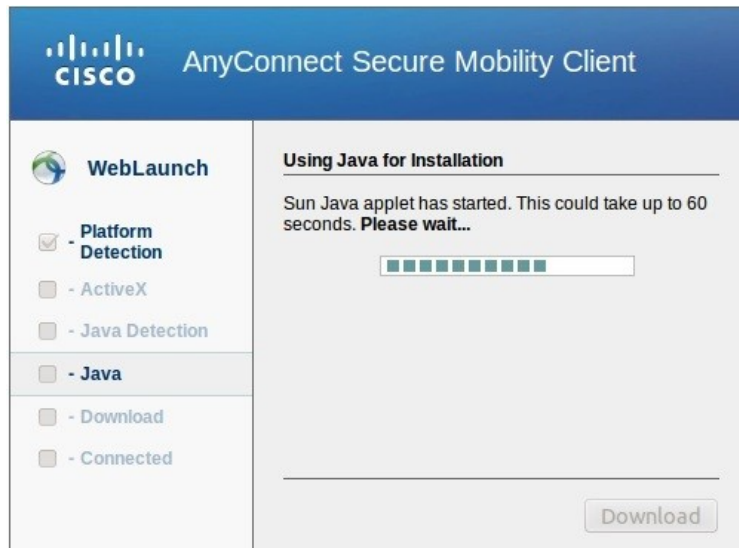 CISCO
AnyConnect Secure Mobility Client
WebLaunch
- Platform
Detection
- ActiveX
- Java Detection
- Java
- Download
- Connected
Using Java for Installation
Sun Java applet has started. This could take up to 60
seconds. Please wait...
Download